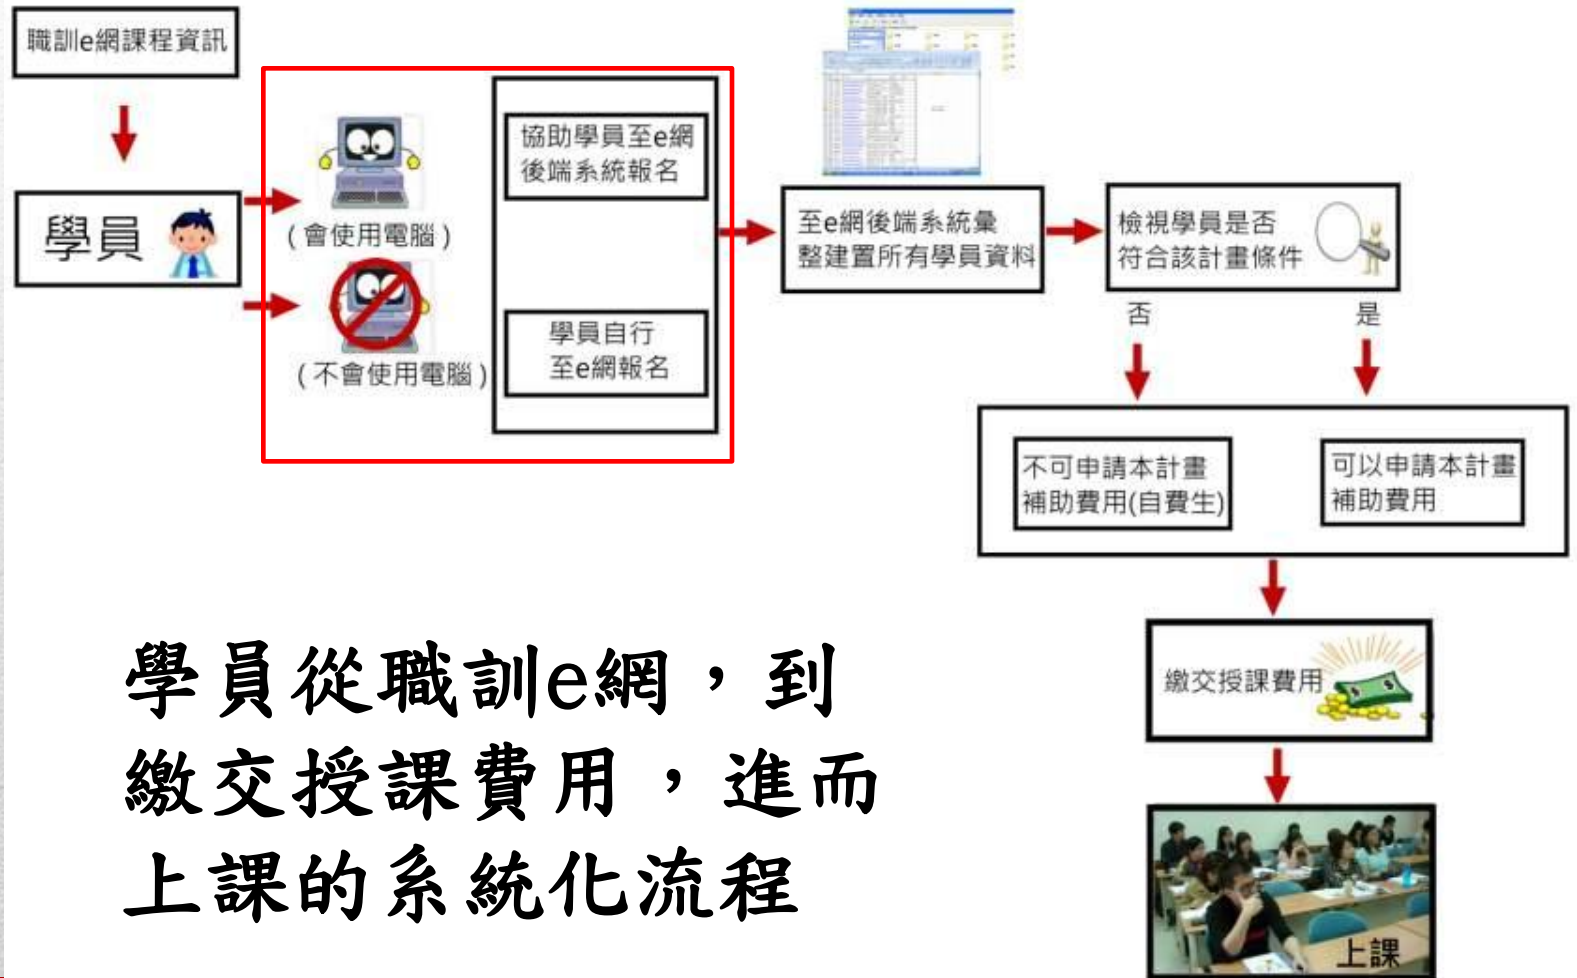 職訓e網課程資訊
學員
(會使用電腦)
(不會使用電腦)
協助學員至e網
後端系統報名
學員自行
至e網報名
至e網後端系統彙
整建置所有學員資料
檢視學員是否
符合該計畫條件
否
是
不可申請本計畫
補助費用(自費生)
可以申請本計畫
補助費用
繳交授課費用
上課
學員從職訓e網，到
繳交授課費用，進而
上課的系統化流程